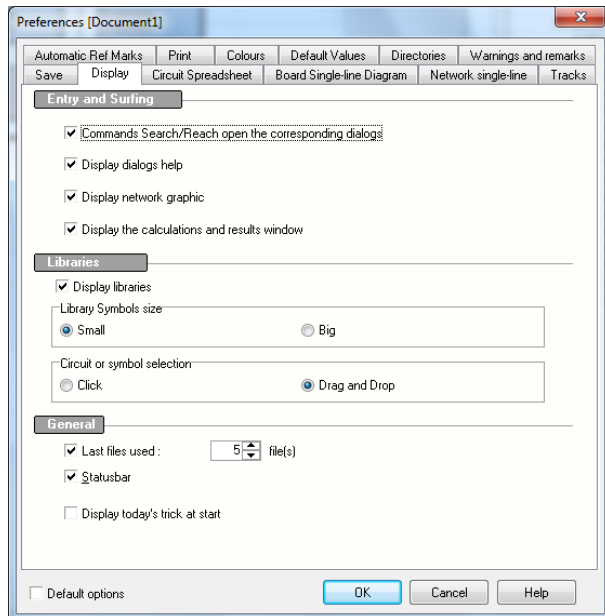 Preferences [Document1]
Automatic Ref Marks Print Colours Default Values Directories Warnings and remarks
Save Display Circuit Spreadsheet Board Single-line Diagram Network single-line Tracks
Entry and Surfing
Commands Search/Reach open the corresponding dialogs
Display dialogs help
Display network graphic
Display the calculations and results window
Libraries
Display libraries
Library Symbols size
Small Big
Circuit or symbol selection
Click Drag and Drop
General
Last files used : 5 file(s)
Statusbar
Display today's trick at start
Default options OK Cancel Help